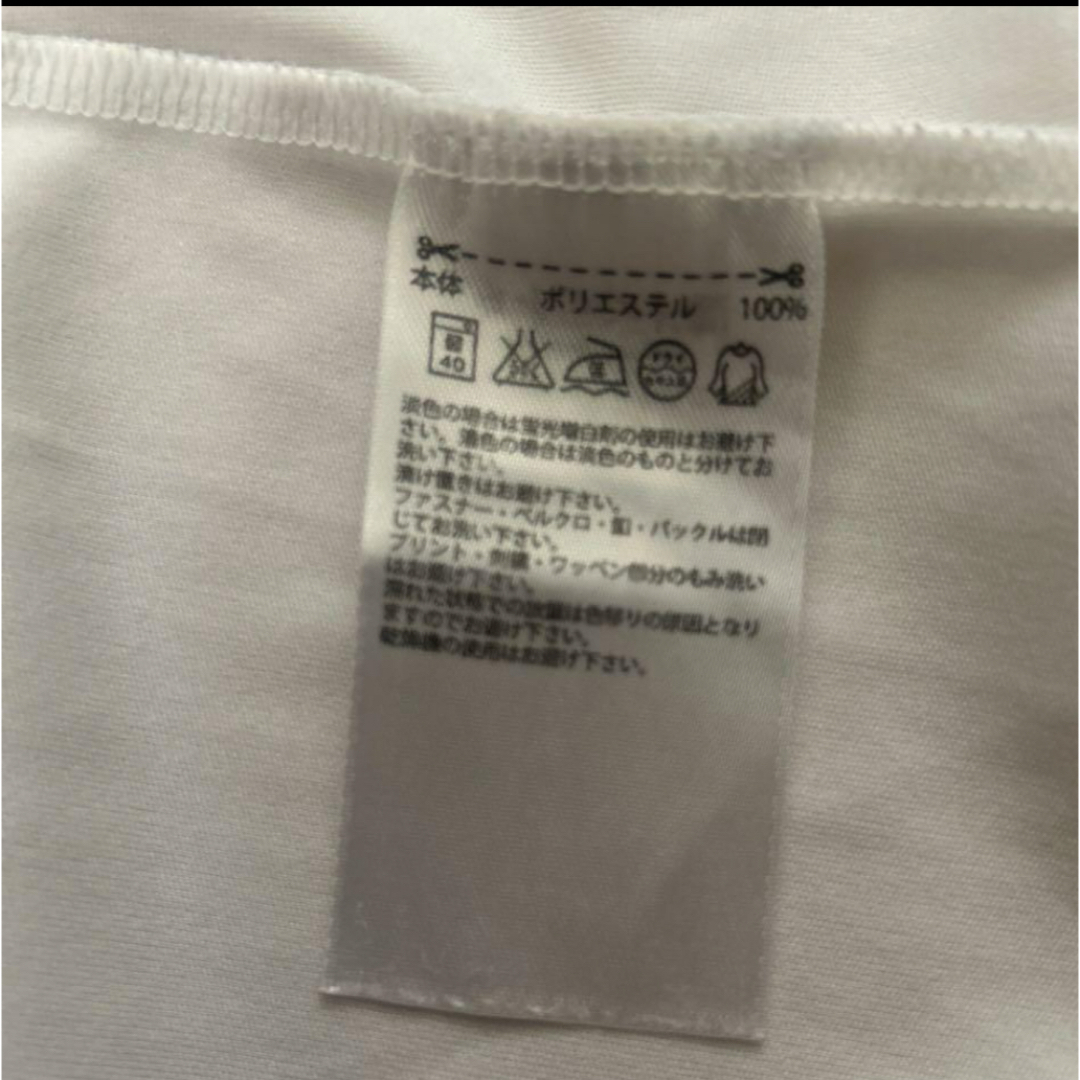 本体 ポリエステル 100%
弱 40
ドライ
淡色の場合は蛍光増白剤の使用はお避け下
さい。濃色の場合は淡色のものと分けてお
洗い下さい。
漬け置きはお避け下さい。
ファスナー・ベルクロ・釦・バックルは閉
じてお洗い下さい。
プリント・刺繍・ワッペン部分のもみ洗い
はお避け下さい。
濡れた状態での放置は色移りの原因となり
ますのでお避け下さい。
乾燥機の使用はお避け下さい。